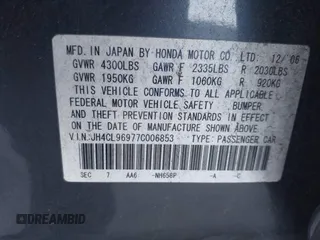 MFD. IN JAPAN BY HONDA MOTOR CO. LTD. 12/06
GVWR 4300LBS GAWR F 2335LBS R 2030LBS
GVWR 1950KG GAWR F 1060KG R 920KG
THIS VEHICLE CONFORMS TO ALL APPLICABLE
FEDERAL MOTOR VEHICLE SAFETY, BUMPER,
AND THEFT PREVENTION STANDARDS IN EFFECT
ON THE DATE OF MANUFACTURE SHOWN ABOVE.
V.I.N:JH4CL96977C006853 TYPE: PASSENGER CAR
SEC 7 AA6 -NH658P -4 -C
DREAMBID